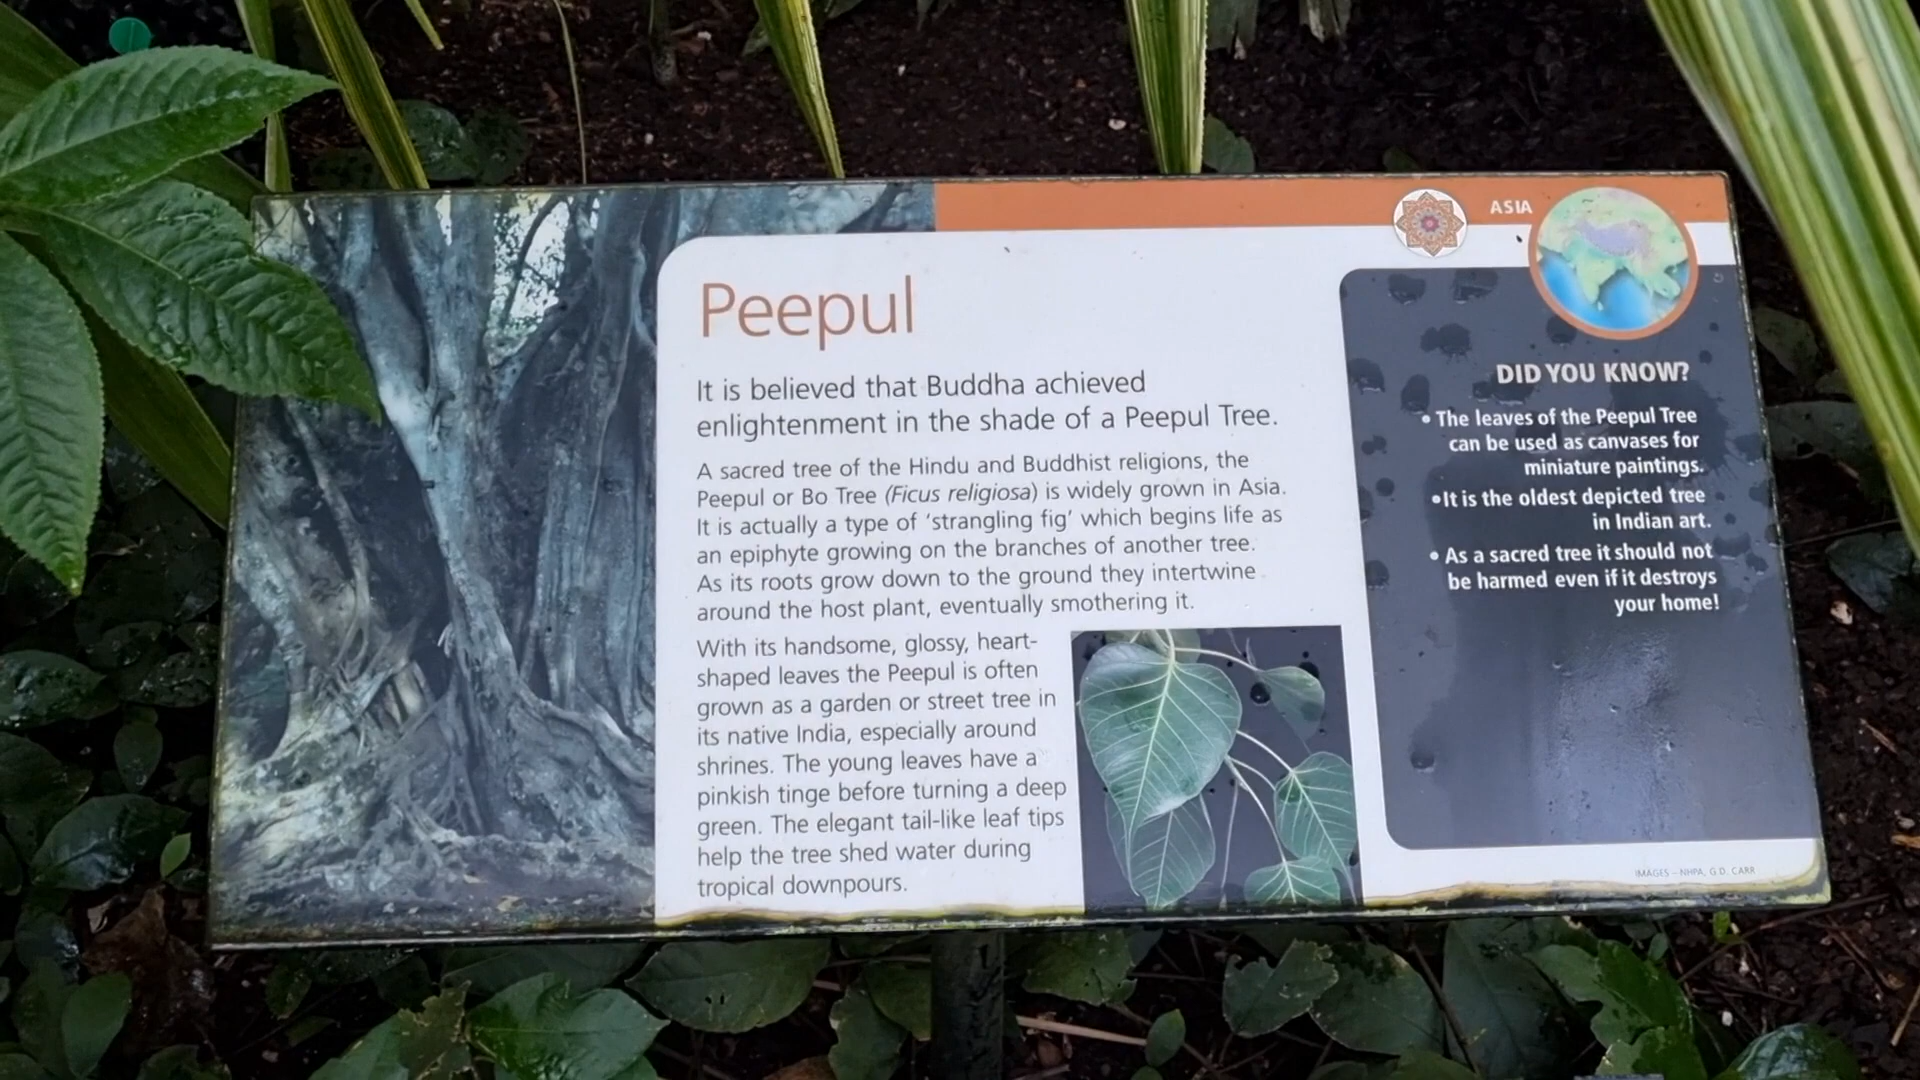 ASIA
Peepul
It is believed that Buddha achieved
enlightenment in the shade of a Peepul Tree.
A sacred tree of the Hindu and Buddhist religions, the
Peepul or Bo Tree (Ficus religiosa) is widely grown in Asia.
It is actually a type of ‘strangling fig’ which begins life as
an epiphyte growing on the branches of another tree.
As its roots grow down to the ground they intertwine
around the host plant, eventually smothering it.
With its handsome, glossy, heart-
shaped leaves the Peepul is often
grown as a garden or street tree in
its native India, especially around
shrines. The young leaves have a
pinkish tinge before turning a deep
green. The elegant tail-like leaf tips
help the tree shed water during
tropical downpours.
DID YOU KNOW?
• The leaves of the Peepul Tree
can be used as canvases for
miniature paintings.
•It is the oldest depicted tree
in Indian art.
• As a sacred tree it should not
be harmed even if it destroys
your home!
IMAGES – NHPA, G.D. CARR